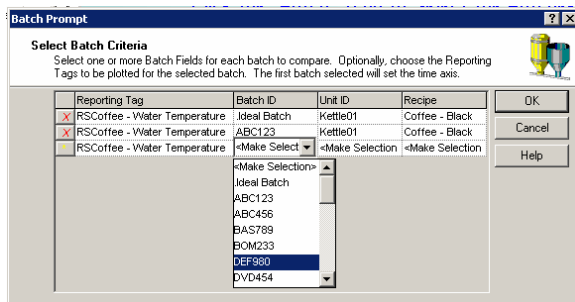 Batch Prompt
Select Batch Criteria
Select one or more Batch Fields for each batch to compare. Optionally, choose the Reporting
Tags to be plotted for the selected batch. The first batch selected will set the time axis.
Reporting Tag Batch ID Unit ID Recipe OK
X RSCoffee - Water Temperature .Ideal Batch Kettle01 Coffee - Black
X RSCoffee - Water Temperature ABC123 Kettle01 Coffee - Black Cancel
RSCoffee - Water Temperature <Make Select <Make Selection <Make Selection Help
<Make Selection>
.Ideal Batch
ABC123
ABC456
BAS789
BOM233
DEF980
DVD454